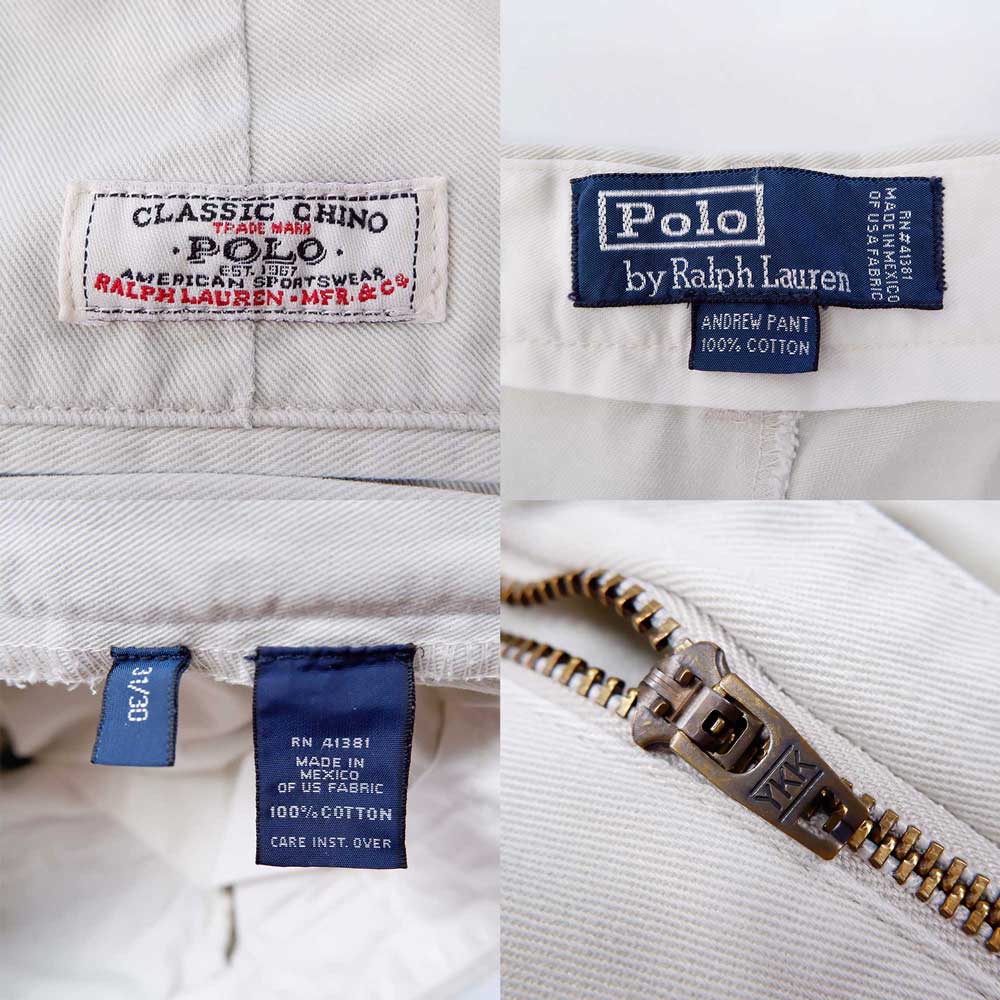 CLASSIC CHINO
TRADE MARK
· POLO ·
EST. 1967
AMERICAN SPORTSWEAR
RALPH LAUREN - MFR. & Co
Polo
by Ralph Lauren
RN#41381
MADE IN MEXICO
OF USA FABRIC
ANDREW PANT
100% COTTON
31/30
RN 41381
MADE IN
MEXICO
OF US FABRIC
100% COTTON
CARE INST. OVER
YKK